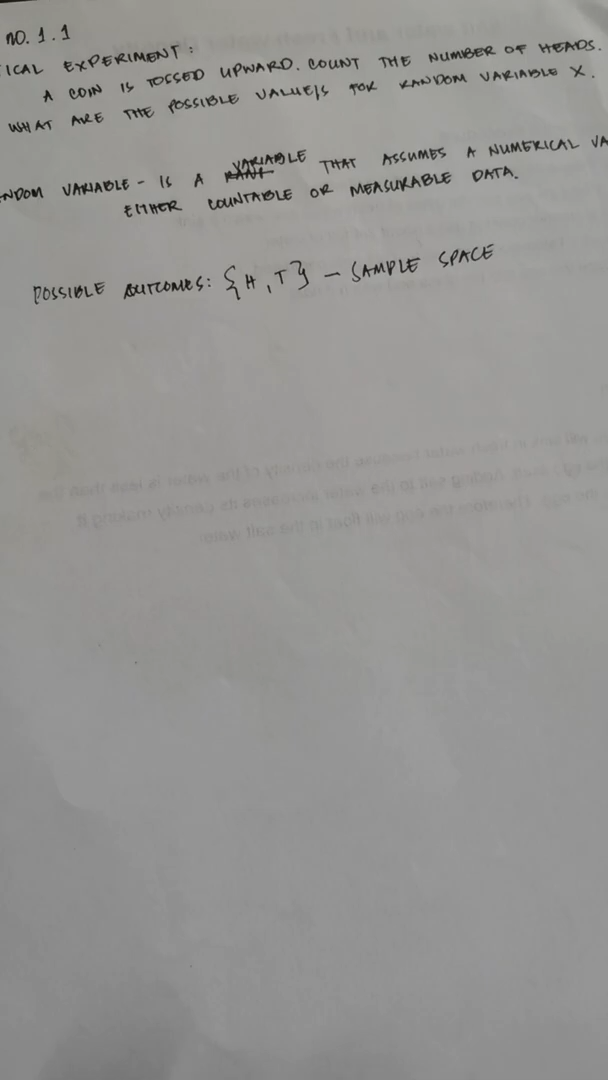 no. 1.1
ICAL EXPERIMENT:
A COIN IS TOSSED UPWARD. COUNT THE NUMBER OF HEADS.
WHAT ARE THE POSSIBLE VALUE/S FOR RANDOM VARIABLE X.
NDOM VARIABLE - IS A VARIABLE THAT ASSUMES A NUMERICAL VA
EITHER COUNTABLE OR MEASURABLE DATA.
POSSIBLE OUTCOMES: {H, T} - SAMPLE SPACE